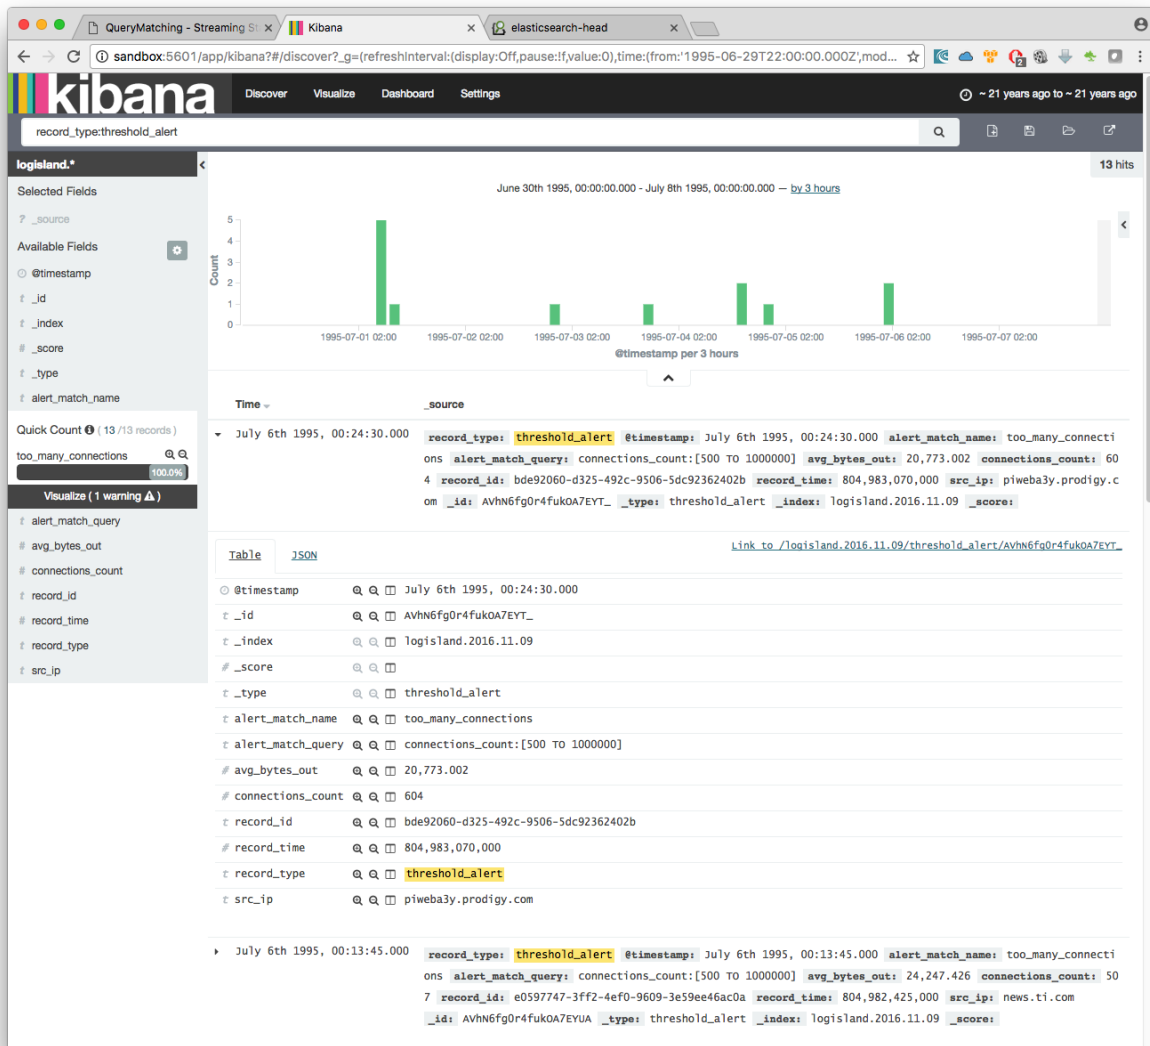 QueryMatching - Streaming St
Kibana
elasticsearch-head
sandbox:5601/app/kibana?#/discover?_g=(refreshInterval:(display:Off,pause:!f,value:0),time:(from:'1995-06-29T22:00:00.000Z',mod...
kibana
Discover Visualize Dashboard Settings
~ 21 years ago to ~ 21 years ago
record_type:threshold_alert
logisland.*
13 hits
Selected Fields
? _source
Available Fields
@timestamp
t _id
t _index
# _score
t _type
t alert_match_name
Quick Count ( 13 /13 records )
too_many_connections
100.0%
Visualize ( 1 warning )
t alert_match_query
# avg_bytes_out
# connections_count
t record_id
# record_time
t record_type
t src_ip
June 30th 1995, 00:00:00.000 - July 8th 1995, 00:00:00.000 — by 3 hours
Count
5
4
3
2
1
0
1995-07-01 02:00 1995-07-02 02:00 1995-07-03 02:00 1995-07-04 02:00 1995-07-05 02:00 1995-07-06 02:00 1995-07-07 02:00
@timestamp per 3 hours
Time _source
July 6th 1995, 00:24:30.000 record_type: threshold_alert @timestamp: July 6th 1995, 00:24:30.000 alert_match_name: too_many_connecti
ons alert_match_query: connections_count:[500 TO 1000000] avg_bytes_out: 20,773.002 connections_count: 60
4 record_id: bde92060-d325-492c-9506-5dc92362402b record_time: 804,983,070,000 src_ip: piweba3y.prodigy.c
om _id: AVhN6fg0r4fukOA7EYT_ _type: threshold_alert _index: logisland.2016.11.09 _score:
Table JSON
Link to /logisland.2016.11.09/threshold_alert/AVhN6fg0r4fukOA7EYT_
@timestamp July 6th 1995, 00:24:30.000
t _id AVhN6fg0r4fukOA7EYT_
t _index logisland.2016.11.09
# _score
t _type threshold_alert
t alert_match_name too_many_connections
t alert_match_query connections_count:[500 TO 1000000]
# avg_bytes_out 20,773.002
# connections_count 604
t record_id bde92060-d325-492c-9506-5dc92362402b
# record_time 804,983,070,000
t record_type threshold_alert
t src_ip piweba3y.prodigy.com
July 6th 1995, 00:13:45.000 record_type: threshold_alert @timestamp: July 6th 1995, 00:13:45.000 alert_match_name: too_many_connecti
ons alert_match_query: connections_count:[500 TO 1000000] avg_bytes_out: 24,247.426 connections_count: 50
7 record_id: e0597747-3ff2-4ef0-9609-3e59ee46ac0a record_time: 804,982,425,000 src_ip: news.ti.com
_id: AVhN6fg0r4fukOA7EYUA _type: threshold_alert _index: logisland.2016.11.09 _score: